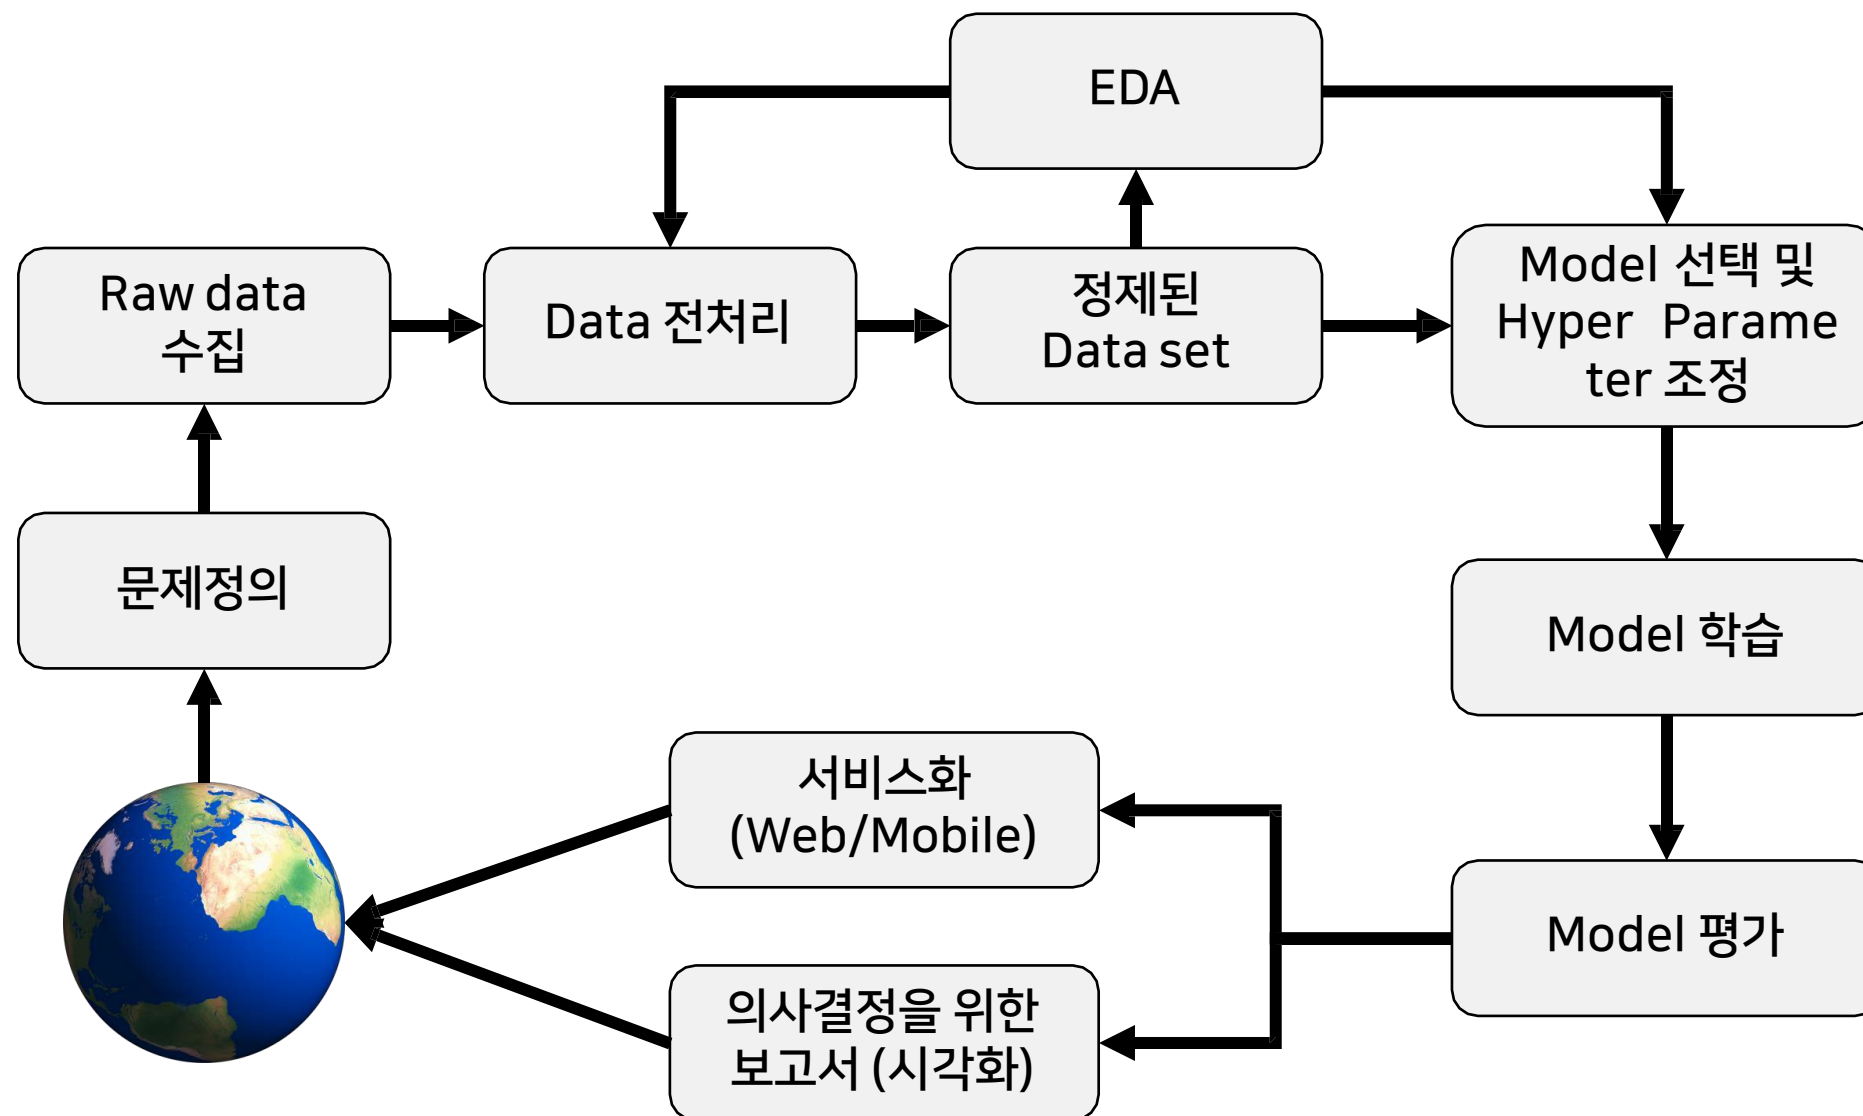 EDA
Raw data
수집
Data 전처리
정제된
Data set
Model 선택 및
Hyper Parame
ter 조정
문제정의
Model 학습
서비스화
(Web/Mobile)
Model 평가
의사결정을 위한
보고서 (시각화)